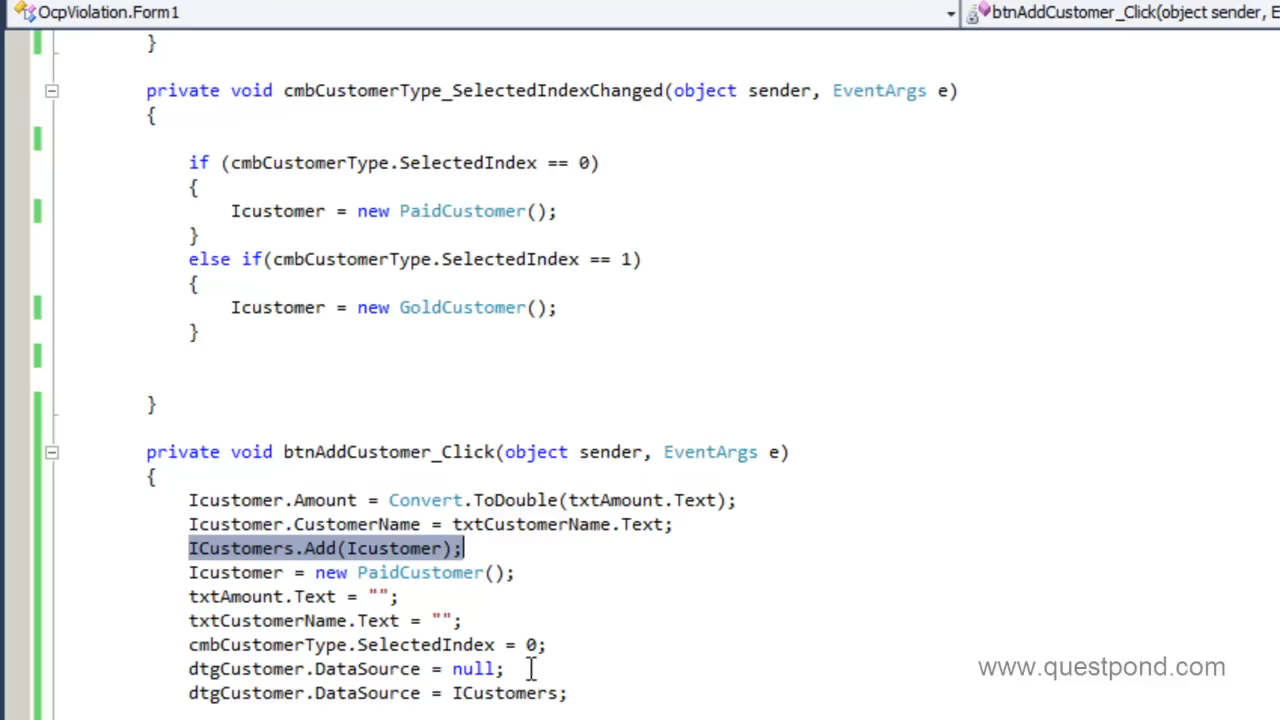 OcpViolation.Form1
btnAddCustomer_Click(object sender, E
}
private void cmbCustomerType_SelectedIndexChanged(object sender, EventArgs e)
{
if (cmbCustomerType.SelectedIndex == 0)
{
Icustomer = new PaidCustomer();
}
else if(cmbCustomerType.SelectedIndex == 1)
{
Icustomer = new GoldCustomer();
}
}
private void btnAddCustomer_Click(object sender, EventArgs e)
{
Icustomer.Amount = Convert.ToDouble(txtAmount.Text);
Icustomer.CustomerName = txtCustomerName.Text;
ICustomers.Add(Icustomer);
Icustomer = new PaidCustomer();
txtAmount.Text = "";
txtCustomerName.Text = "";
cmbCustomerType.SelectedIndex = 0;
dtgCustomer.DataSource = null;
dtgCustomer.DataSource = ICustomers;
www.questpond.com